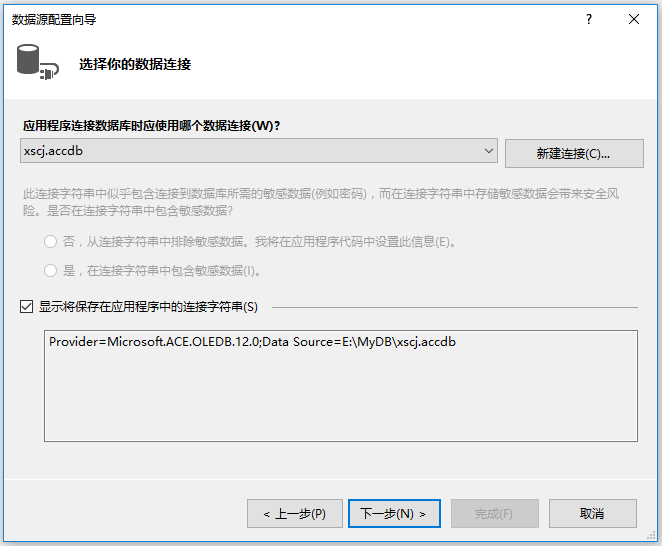 数据源配置向导
?
选择你的数据连接
应用程序连接数据库时应使用哪个数据连接(W)?
xscj.accdb
新建连接(C)...
此连接字符串中似乎包含连接到数据库所需的敏感数据(例如密码)，而在连接字符串中存储敏感数据会带来安全风
险。是否在连接字符串中包含敏感数据?
否，从连接字符串中排除敏感数据。我将在应用程序代码中设置此信息(E)。
是，在连接字符串中包含敏感数据(I)。
显示将保存在应用程序中的连接字符串(S)
Provider=Microsoft.ACE.OLEDB.12.0;Data Source=E:\MyDB\xscj.accdb
< 上一步(P)
下一步(N) >
完成(F)
取消